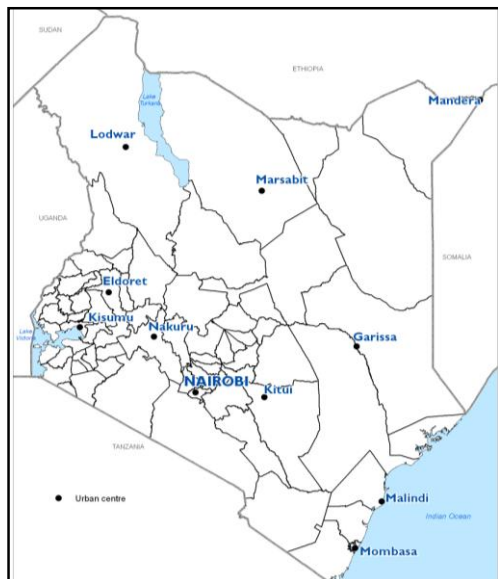 SUDAN
ETHIOPIA
Lake
Turkana
Mandera
Lodwar
Marsabit
UGANDA
SOMALIA
Eldoret
Kisumu
Nakuru
Lake
Victoria
Garissa
NAIROBI
Kitui
TANZANIA
Urban centre
Malindi
Indian Ocean
Mombasa